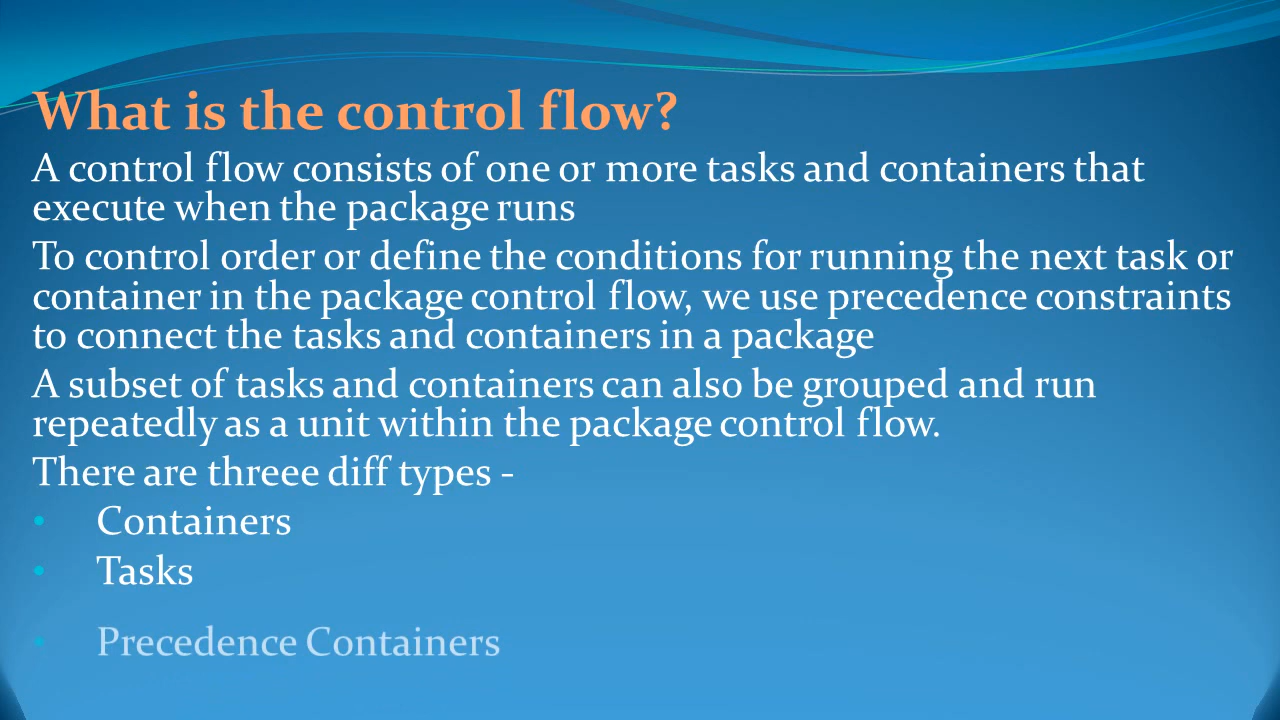 What is the control flow?
A control flow consists of one or more tasks and containers that
execute when the package runs
To control order or define the conditions for running the next task or
container in the package control flow, we use precedence constraints
to connect the tasks and containers in a package
A subset of tasks and containers can also be grouped and run
repeatedly as a unit within the package control flow.
There are threee diff types -
• Containers
• Tasks
• Precedence Containers